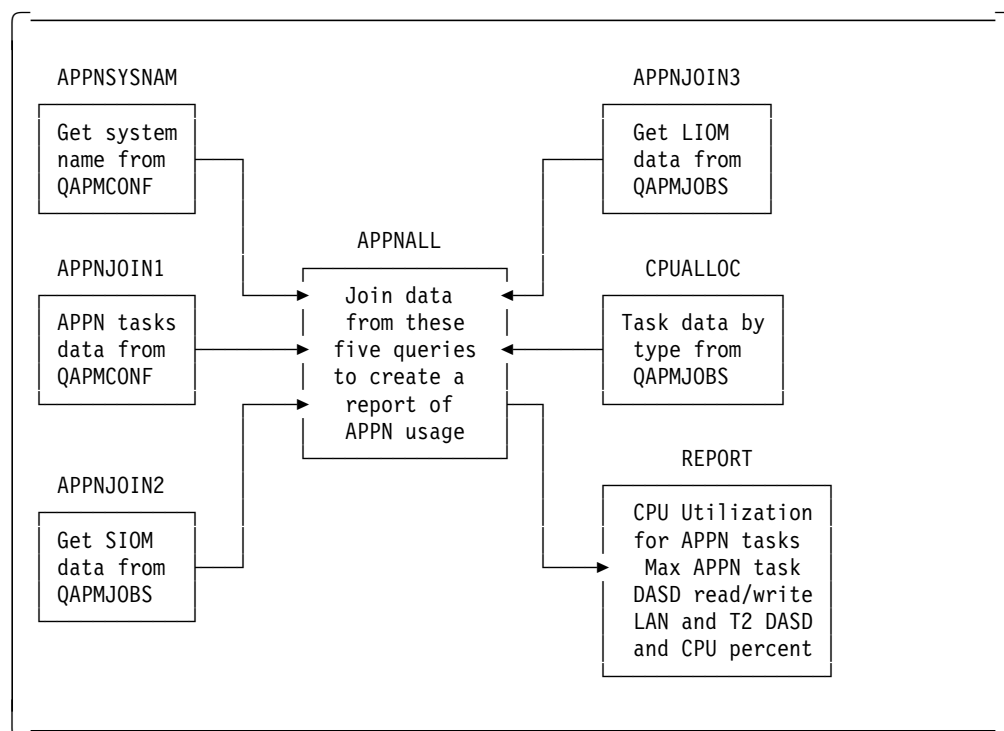 APPNSYSNAM
Get system
name from
QAPMCONF
APPNJOIN1
APPN tasks
data from
QAPMCONF
APPNJOIN2
Get SIOM
data from
QAPMJOBS
APPNALL
Join data
from these
five queries
to create a
report of
APPN usage
APPNJOIN3
Get LIOM
data from
QAPMJOBS
CPUALLOC
Task data by
type from
QAPMJOBS
REPORT
CPU Utilization
for APPN tasks
Max APPN task
DASD read/write
LAN and T2 DASD
and CPU percent